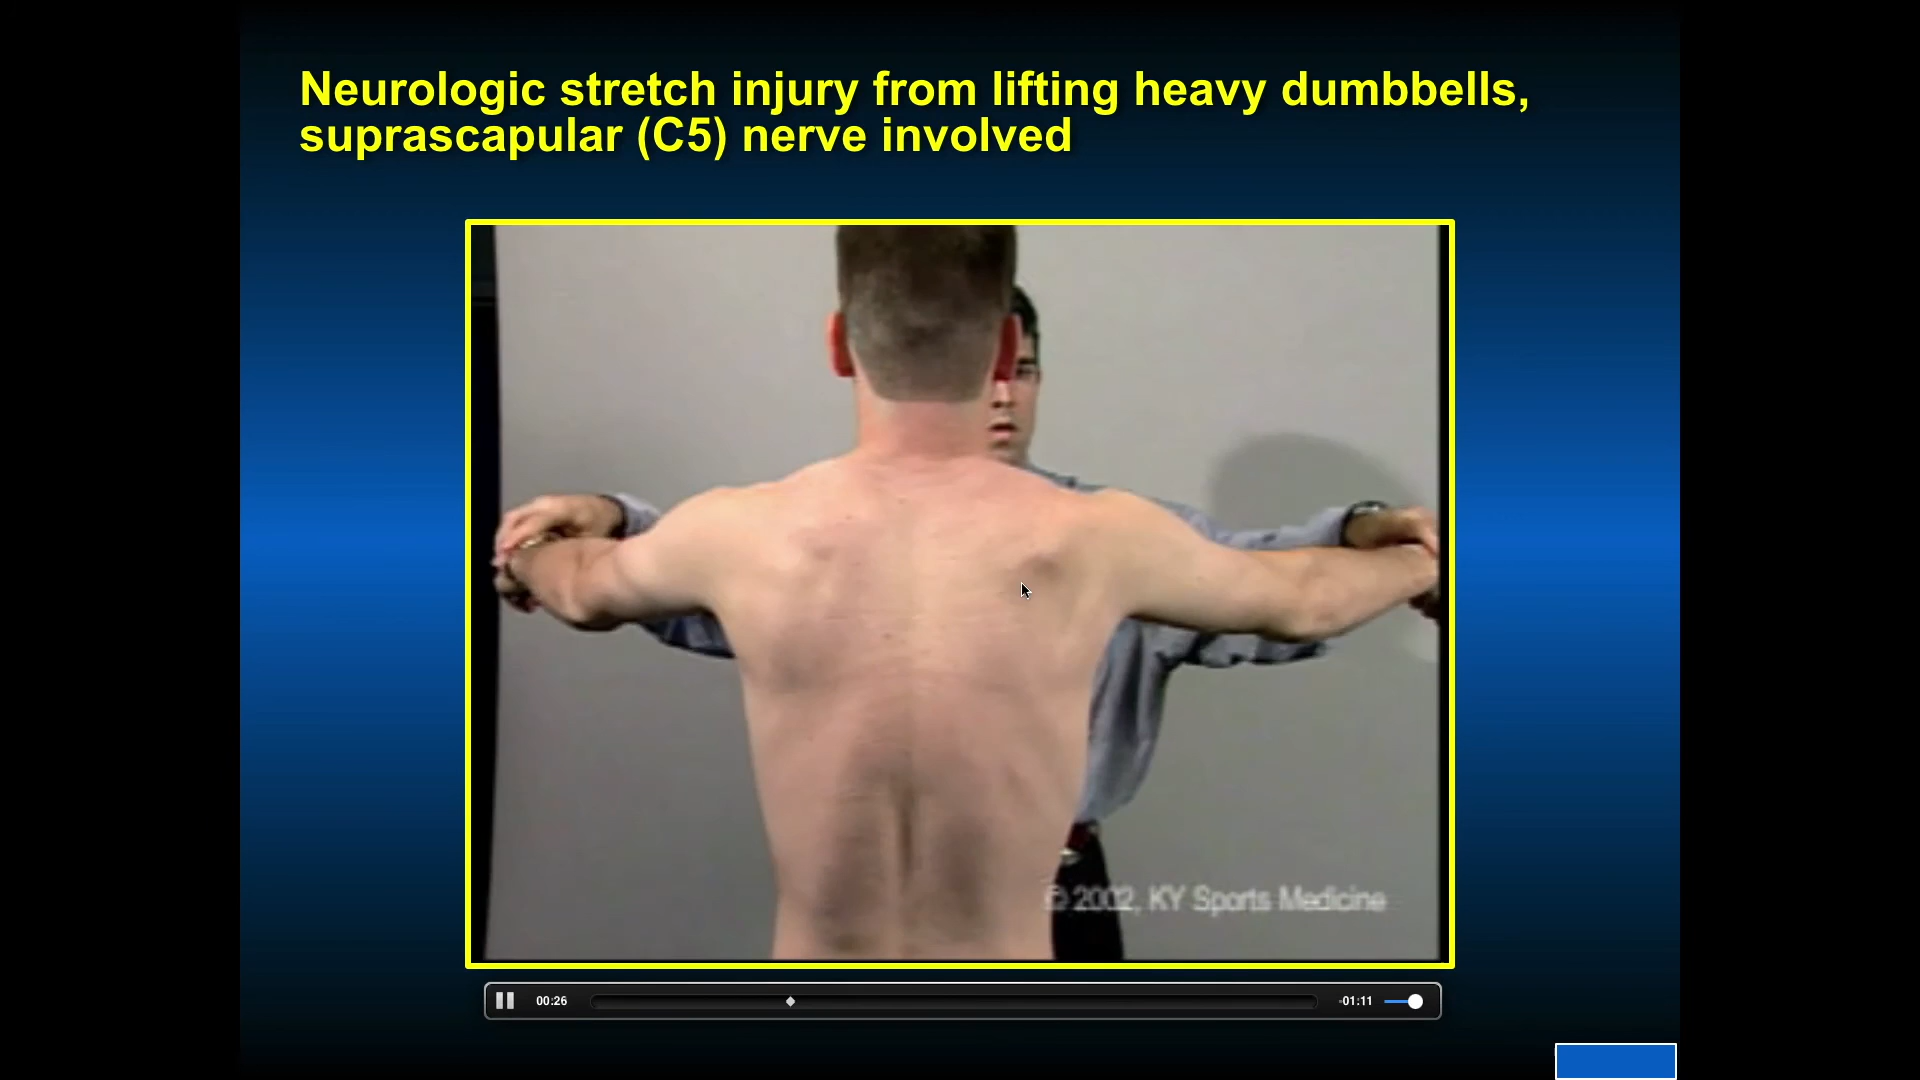 Neurologic stretch injury from lifting heavy dumbbells,
suprascapular (C5) nerve involved
© 2002, KY Sports Medicine
00:26
-01:11